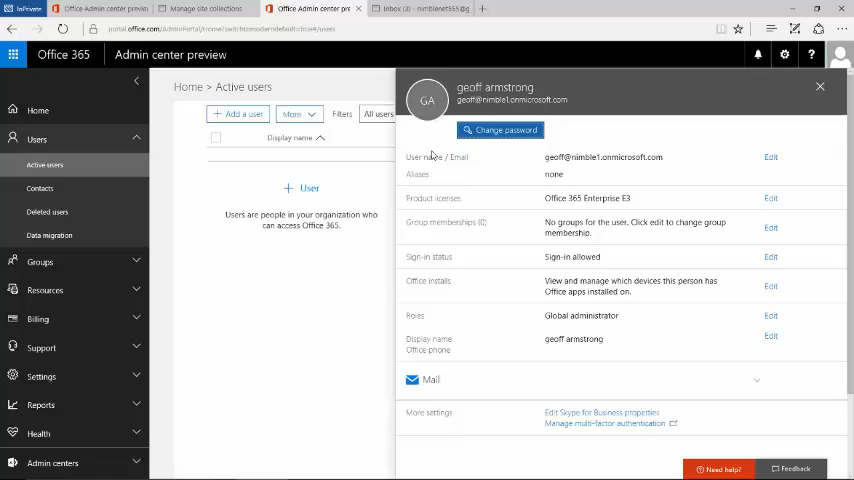 InPrivate
Office Admin center previe
Manage site collections
Office Admin center pre
Inbox (3) - nimblenet555@g
portal.office.com/AdminPortal/Home?switchtomoderndefault=true#/users
Office 365
Admin center preview
?
Home
Users
Active users
Contacts
Deleted users
Data migration
Groups
Resources
Billing
Support
Settings
Reports
Health
Admin centers
Home > Active users
+ Add a user
More
Filters
All users
Display name
+ User
Users are people in your organization who
can access Office 365.
GA
geoff armstrong
geoff@nimble1.onmicrosoft.com
Change password
User name / Email
geoff@nimble1.onmicrosoft.com
Edit
Aliases
none
Product licenses
Office 365 Enterprise E3
Edit
Group memberships (0)
No groups for the user. Click edit to change group
membership.
Edit
Sign-in status
Sign-in allowed
Edit
Office installs
View and manage which devices this person has
Office apps installed on.
Edit
Roles
Global administrator
Edit
Display name
geoff armstrong
Edit
Office phone
Mail
More settings
Edit Skype for Business properties
Manage multi-factor authentication
Need help?
Feedback